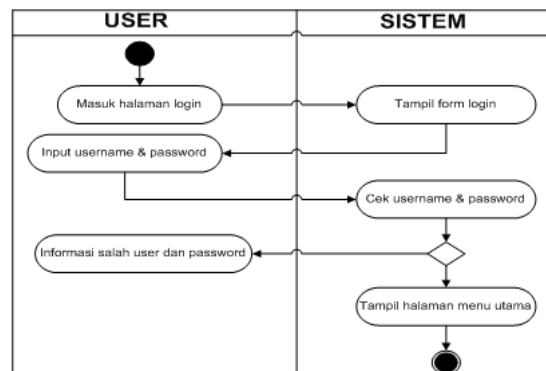 USER
SISTEM
Masuk halaman login
Tampil form login
Input username & password
Cek username & password
Informasi salah user dan password
Tampil halaman menu utama